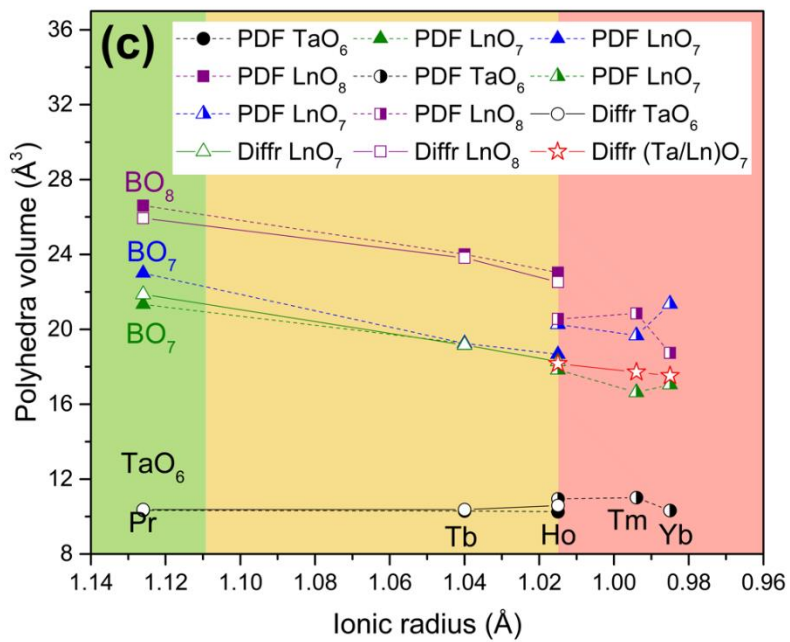 (c)
PDF TaO₆ PDF LnO₇ PDF LnO₇
PDF LnO₈ PDF TaO₆ PDF LnO₇
PDF LnO₇ PDF LnO₈ Diffr TaO₆
Diffr LnO₇ Diffr LnO₈ Diffr (Ta/Ln)O₇
36
32
28
24
20
16
12
8
Polyhedra volume (Å³)
BO₈
BO₇
BO₇
TaO₆
Pr Tb Ho Tm Yb
1.14 1.12 1.10 1.08 1.06 1.04 1.02 1.00 0.98 0.96
Ionic radius (Å)